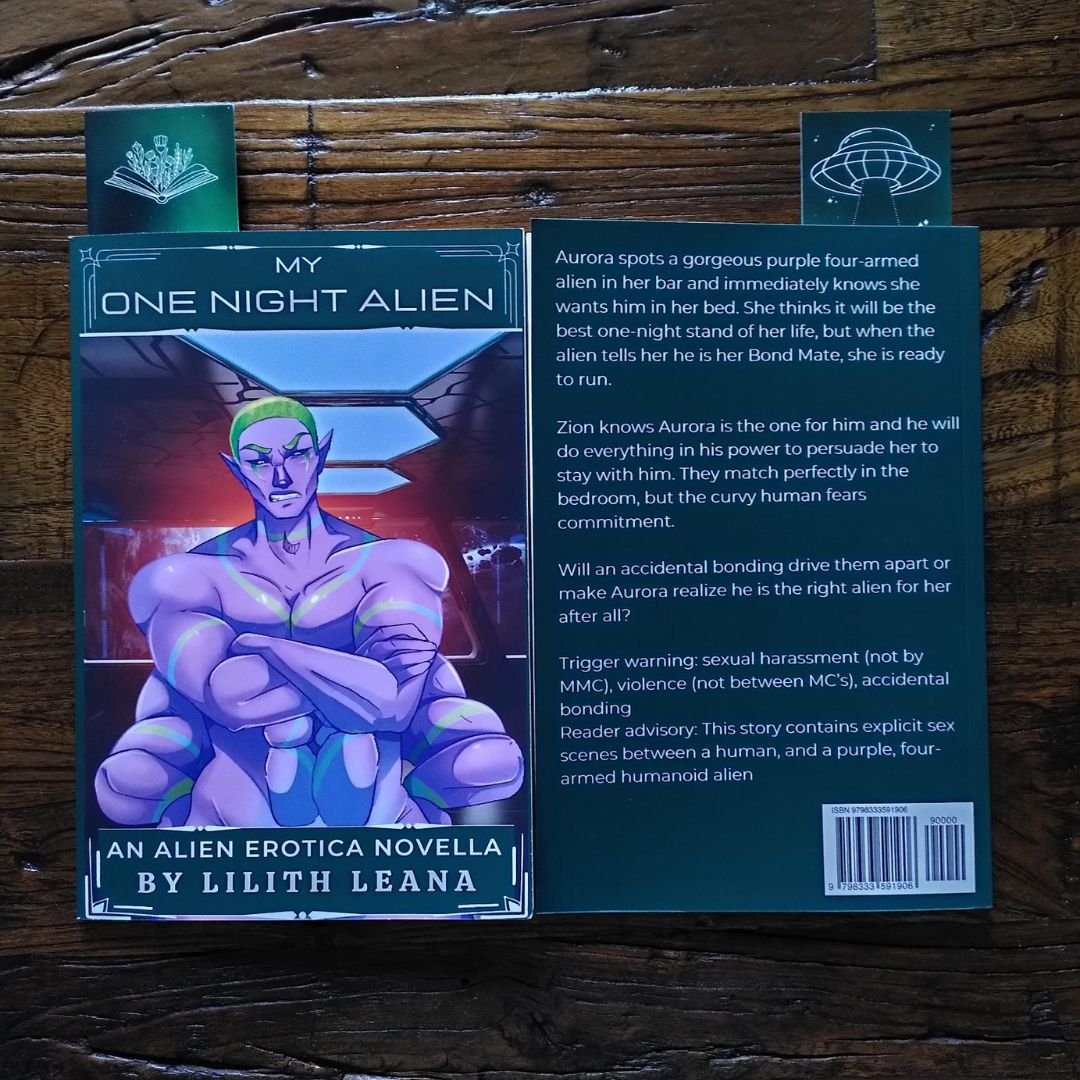 MY
ONE NIGHT ALIEN
AN ALIEN EROTICA NOVELLA
BY LILITH LEANA
Aurora spots a gorgeous purple four-armed
alien in her bar and immediately knows she
wants him in her bed. She thinks it will be the
best one-night stand of her life, but when the
alien tells her he is her Bond Mate, she is ready
to run.
Zion knows Aurora is the one for him and he will
do everything in his power to persuade her to
stay with him. They match perfectly in the
bedroom, but the curvy human fears
commitment.
Will an accidental bonding drive them apart or
make Aurora realize he is the right alien for her
after all?
Trigger warning: sexual harassment (not by
MMC), violence (not between MC's), accidental
bonding
Reader advisory: This story contains explicit sex
scenes between a human, and a purple, four-
armed humanoid alien
ISBN 9798333591906
90000
9 798333 591906